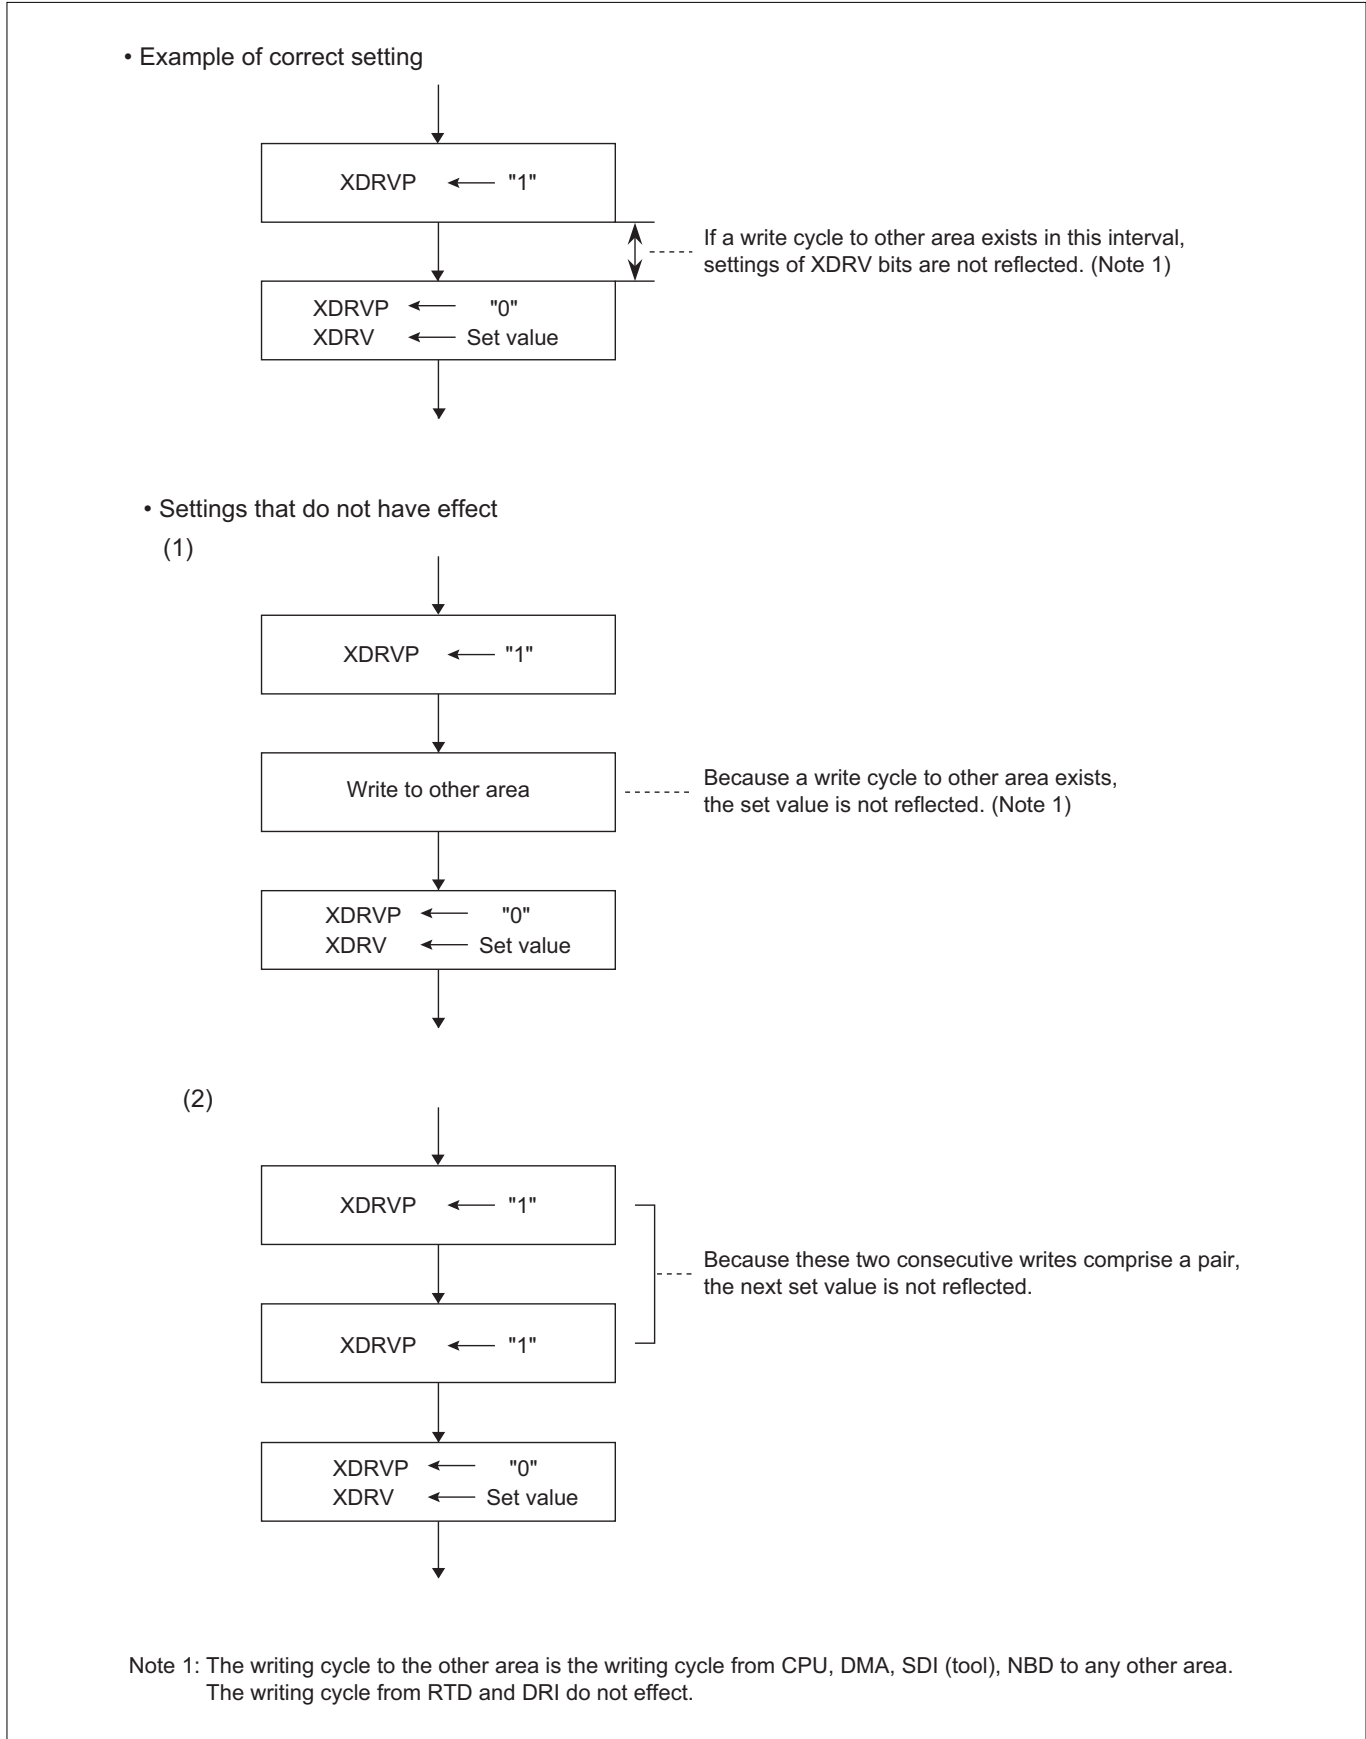 • Example of correct setting
XDRVP ← "1"
If a write cycle to other area exists in this interval,
settings of XDRV bits are not reflected. (Note 1)
XDRVP ← "0"
XDRV ← Set value
• Settings that do not have effect
(1)
XDRVP ← "1"
Write to other area
Because a write cycle to other area exists,
the set value is not reflected. (Note 1)
XDRVP ← "0"
XDRV ← Set value
(2)
XDRVP ← "1"
Because these two consecutive writes comprise a pair,
the next set value is not reflected.
XDRVP ← "1"
XDRVP ← "0"
XDRV ← Set value
Note 1: The writing cycle to the other area is the writing cycle from CPU, DMA, SDI (tool), NBD to any other area.
The writing cycle from RTD and DRI do not effect.